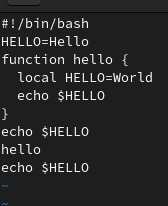 #!/bin/bash
HELLO=Hello
function hello {
  local HELLO=World
  echo $HELLO
}
echo $HELLO
hello
echo $HELLO
~
~